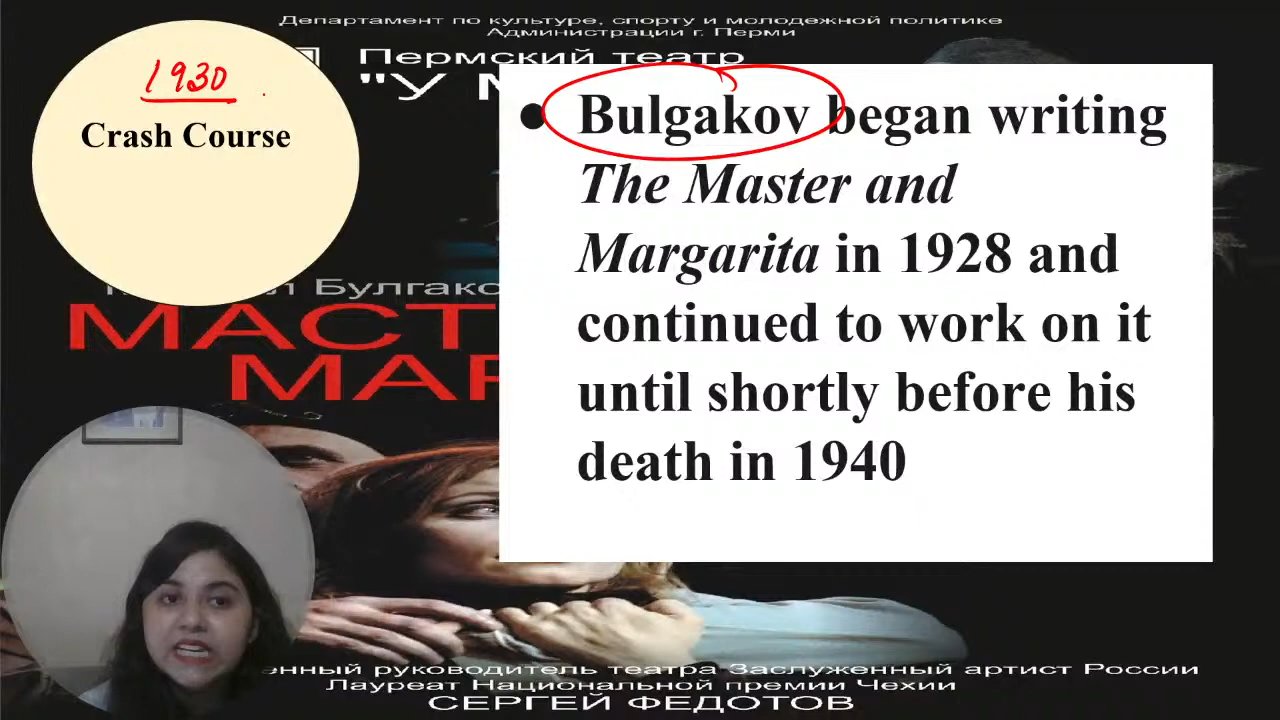 Департамент по культуре, спорту и молодежной политике
Администрации г. Перми
Пермский театр
"У
1930
Crash Course
• Bulgakov began writing
The Master and
Margarita in 1928 and
continued to work on it
until shortly before his
death in 1940
Булгако
МАСТ
МАР
енный руководитель театра Заслуженный артист России
Лауреат Национальной премии Чехии
СЕРГЕЙ ФЕДОТОВ